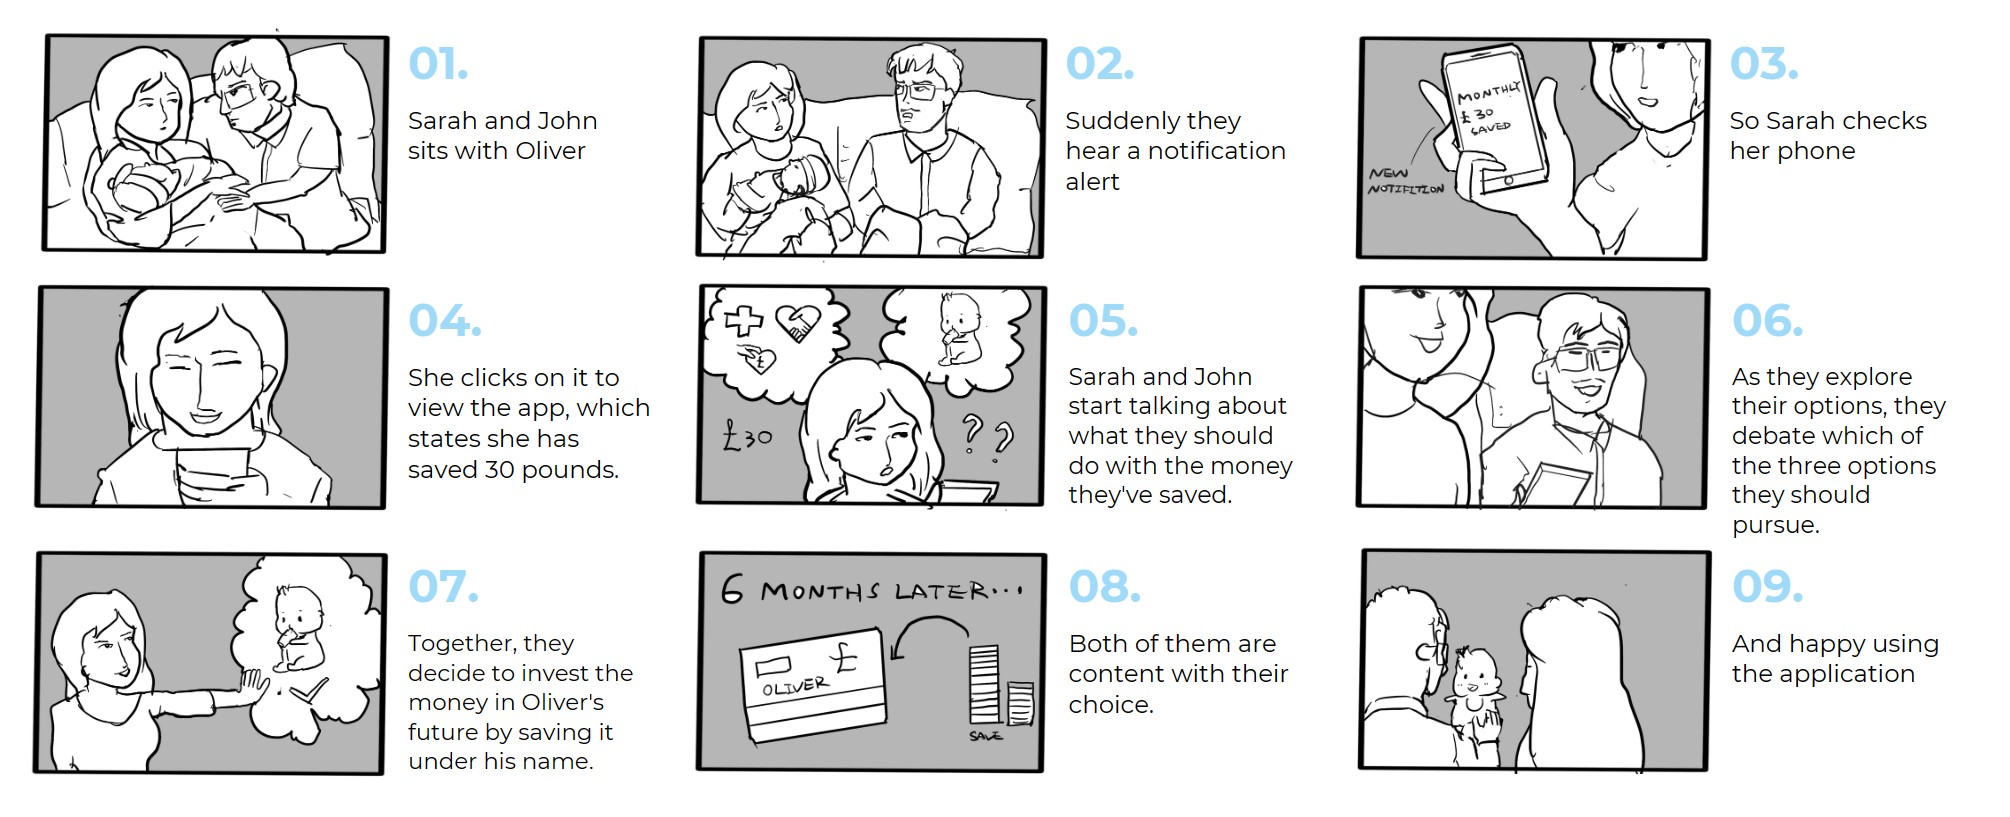 01.
Sarah and John
sits with Oliver
02.
Suddenly they
hear a notification
alert
MONTHLY
£30
SAVED
NEW
NOTIFITION
03.
So Sarah checks
her phone
04.
She clicks on it to
view the app, which
states she has
saved 30 pounds.
£
£30
??
05.
Sarah and John
start talking about
what they should
do with the money
they've saved.
06.
As they explore
their options, they
debate which of
the three options
they should
pursue.
07.
Together, they
decide to invest the
money in Oliver's
future by saving it
under his name.
6 MONTHS LATER...
£
OLIVER
SAVE
08.
Both of them are
content with their
choice.
09.
And happy using
the application